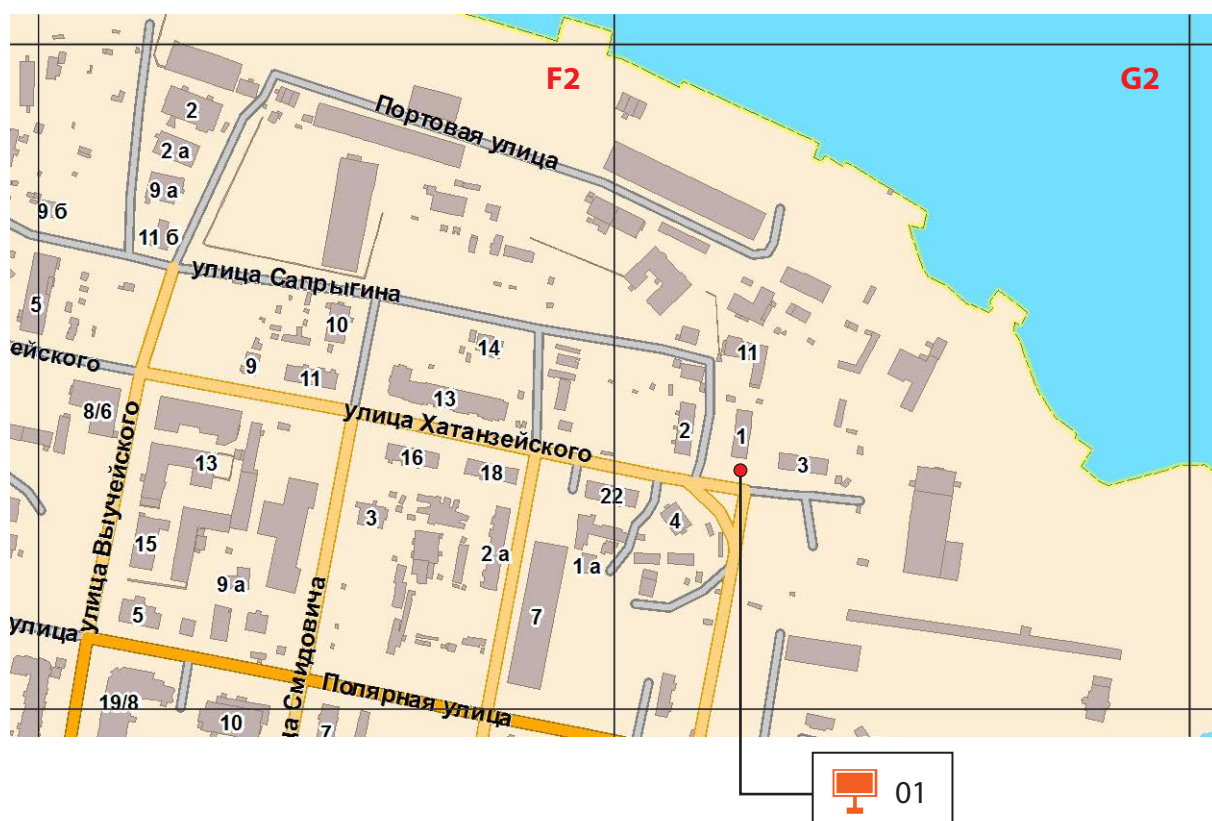 F2
G2
Портовая улица
2
2 а
9 а
9 б
11 б
улица Сапрыгина
5
10
14
11
ейского
9
11
13
8/6
улица Хатанзейского
2
1
3
16
18
22
13
3
4
15
2 а
1 а
9 а
7
5
улица Выучейского
улица
ца Смидовича
Полярная улица
19/8
10
7
01